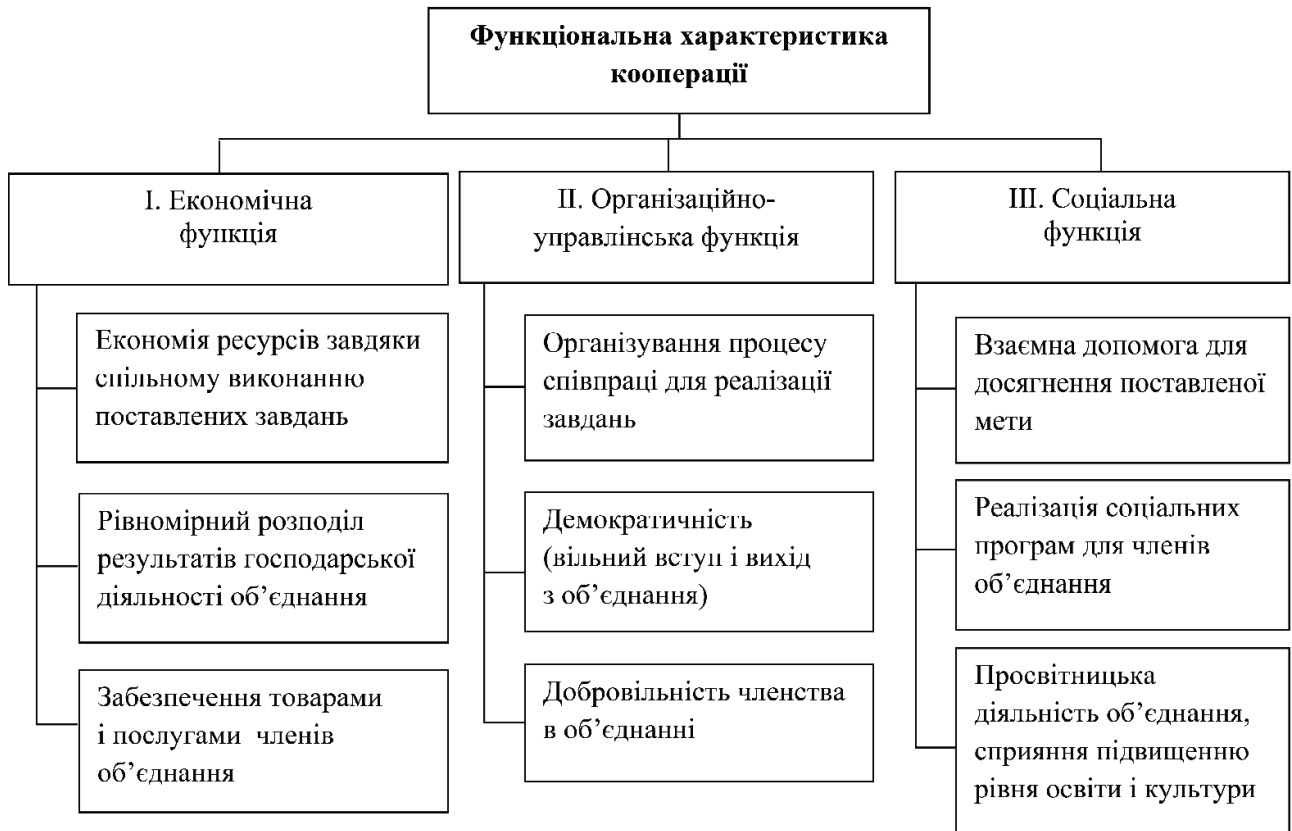 Функціональна характеристика
кооперації
I. Економічна
функція
II. Організаційно-
управлінська функція
III. Соціальна
функція
Економія ресурсів завдяки
спільному виконанню
поставлених завдань
Рівномірний розподіл
результатів господарської
діяльності об’єднання
Забезпечення товарами
і послугами членів
об’єднання
Організування процесу
співпраці для реалізації
завдань
Демократичність
(вільний вступ і вихід
з об’єднання)
Добровільність членства
в об’єднанні
Взаємна допомога для
досягнення поставленої
мети
Реалізація соціальних
програм для членів
об’єднання
Просвітницька
діяльність об’єднання,
сприяння підвищенню
рівня освіти і культури